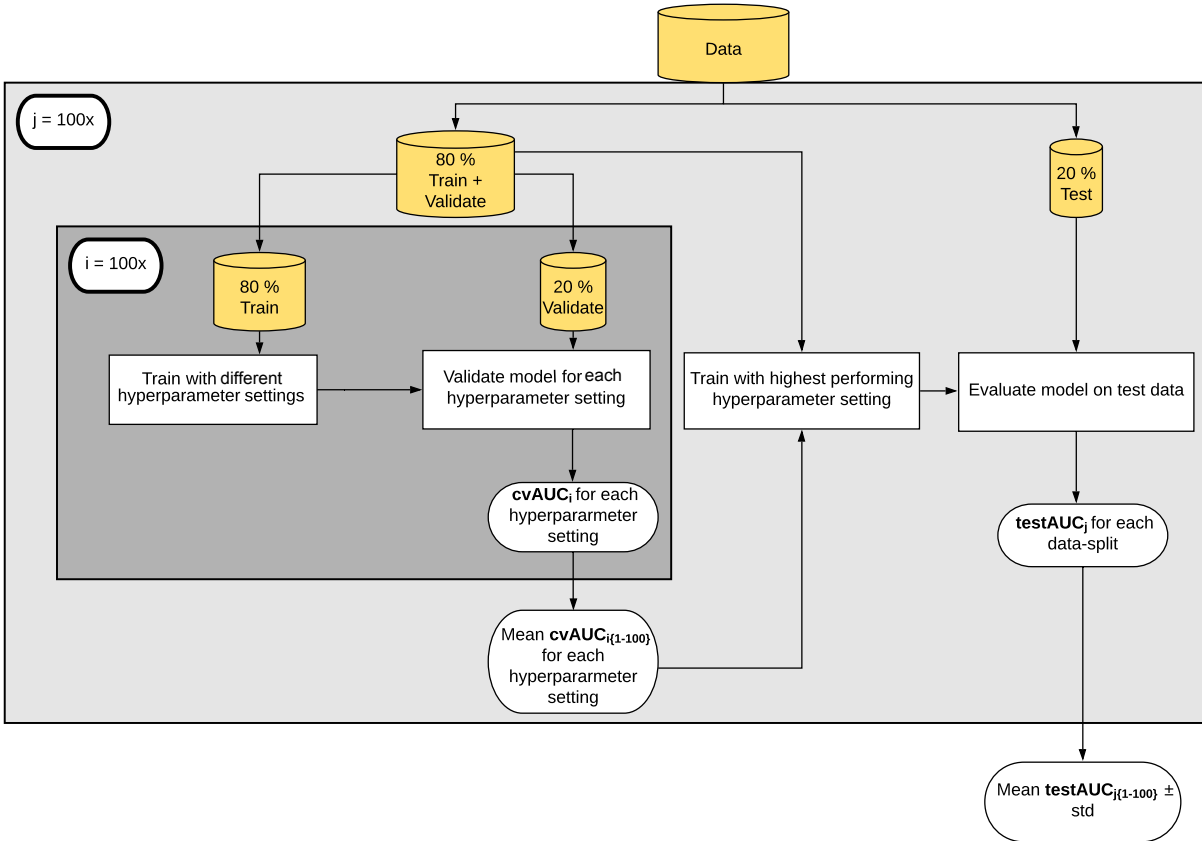 Data
j = 100x
80 %
Train +
Validate
20 %
Test
i = 100x
80 %
Train
20 %
Validate
Train with different
hyperparameter settings
Validate model for each
hyperparameter setting
Train with highest performing
hyperparameter setting
Evaluate model on test data
cvAUCi for each
hyperpararmeter
setting
testAUCj for each
data-split
Mean cvAUCi{1-100}
for each
hyperpararmeter
setting
Mean testAUCj{1-100} ±
std